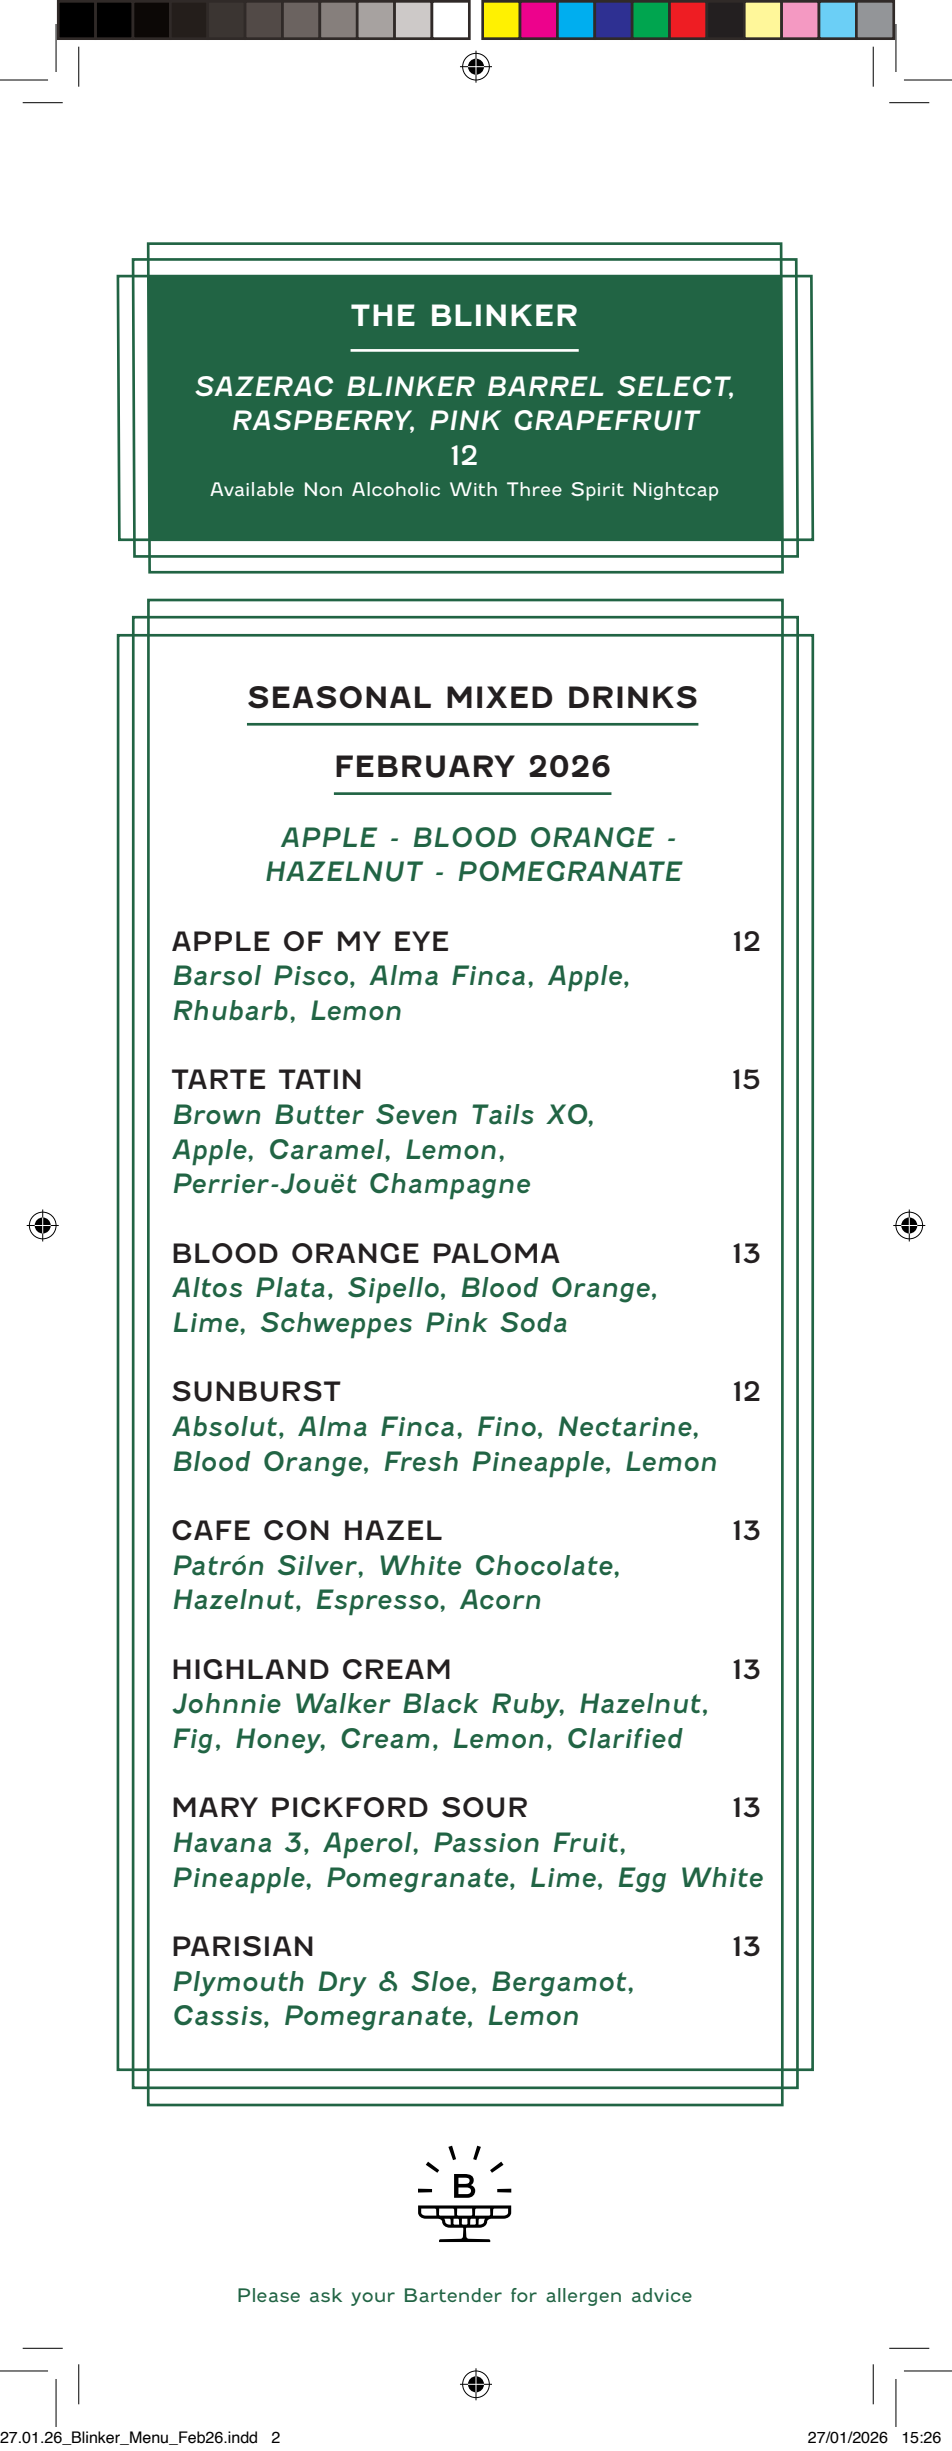 THE BLINKER
SAZERAC BLINKER BARREL SELECT,
RASPBERRY, PINK GRAPEFRUIT
12
Available Non Alcoholic With Three Spirit Nightcap
SEASONAL MIXED DRINKS
FEBRUARY 2026
APPLE - BLOOD ORANGE -
HAZELNUT - POMEGRANATE
APPLE OF MY EYE 12
Barsol Pisco, Alma Finca, Apple,
Rhubarb, Lemon
TARTE TATIN 15
Brown Butter Seven Tails XO,
Apple, Caramel, Lemon,
Perrier-Jouët Champagne
BLOOD ORANGE PALOMA 13
Altos Plata, Sipello, Blood Orange,
Lime, Schweppes Pink Soda
SUNBURST 12
Absolut, Alma Finca, Fino, Nectarine,
Blood Orange, Fresh Pineapple, Lemon
CAFE CON HAZEL 13
Patrón Silver, White Chocolate,
Hazelnut, Espresso, Acorn
HIGHLAND CREAM 13
Johnnie Walker Black Ruby, Hazelnut,
Fig, Honey, Cream, Lemon, Clarified
MARY PICKFORD SOUR 13
Havana 3, Aperol, Passion Fruit,
Pineapple, Pomegranate, Lime, Egg White
PARISIAN 13
Plymouth Dry & Sloe, Bergamot,
Cassis, Pomegranate, Lemon
B
Please ask your Bartender for allergen advice
27.01.26_Blinker_Menu_Feb26.indd 2 27/01/2026 15:26